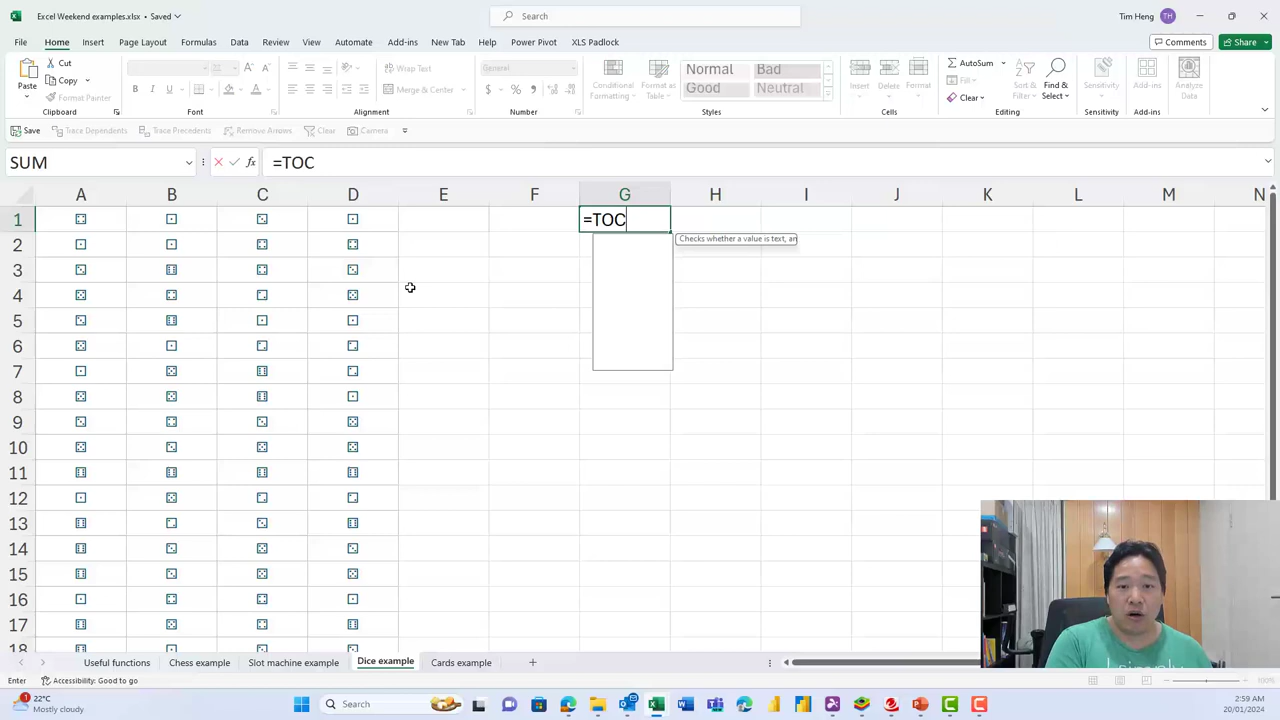 Excel Weekend examples.xlsx • Saved
Search
Tim Heng
TH
File Home Insert Page Layout Formulas Data Review View Automate Add-ins New Tab Help Power Pivot XLS Padlock
Comments
Share
Paste
Cut
Copy
Format Painter
Wrap Text
Merge & Center
General
Conditional Formatting
Format as Table
Normal
Bad
Good
Neutral
Insert
Delete
Format
AutoSum
Fill
Clear
Sort & Filter
Find & Select
Sensitivity
Add-ins
Analyze Data
Clipboard
Font
Alignment
Number
Styles
Cells
Sensitivity
Add-ins
Save Trace Dependents Trace Precedents Remove Arrows Clear Camera
SUM
fx
=TOC
A B C D E F G H I J K L M N
1
=TOC
Checks whether a value is text, an
2
3
4
5
6
7
8
9
10
11
12
13
14
15
16
17
18
Useful functions Chess example Slot machine example Dice example Cards example
Enter
Accessibility: Good to go
1
22°C
Mostly cloudy
Search
2:59 AM
20/01/2024